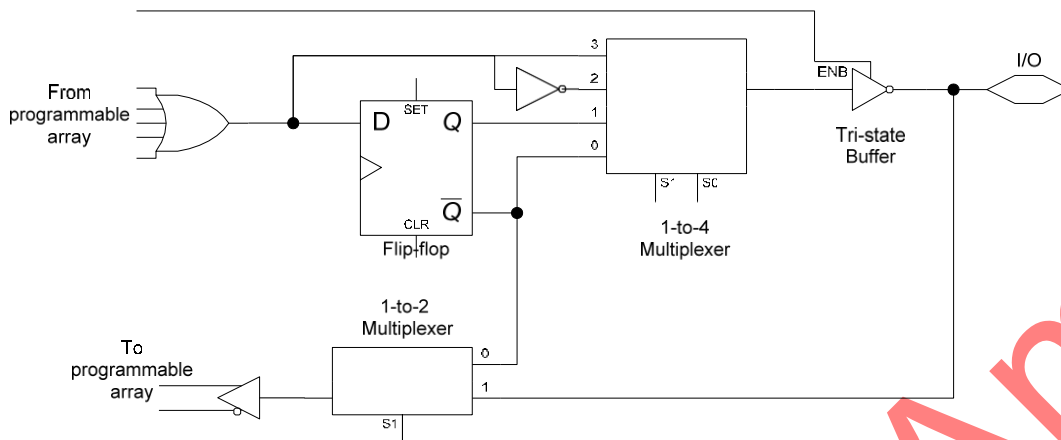 I/O
3
ENB
2
From
programmable
array
SET
D
Q
1
Tri-state
Buffer
0
S1
S0
Q
CLR
1-to-4
Multiplexer
Flip-flop
1-to-2
Multiplexer
To
programmable
array
0
1
S1